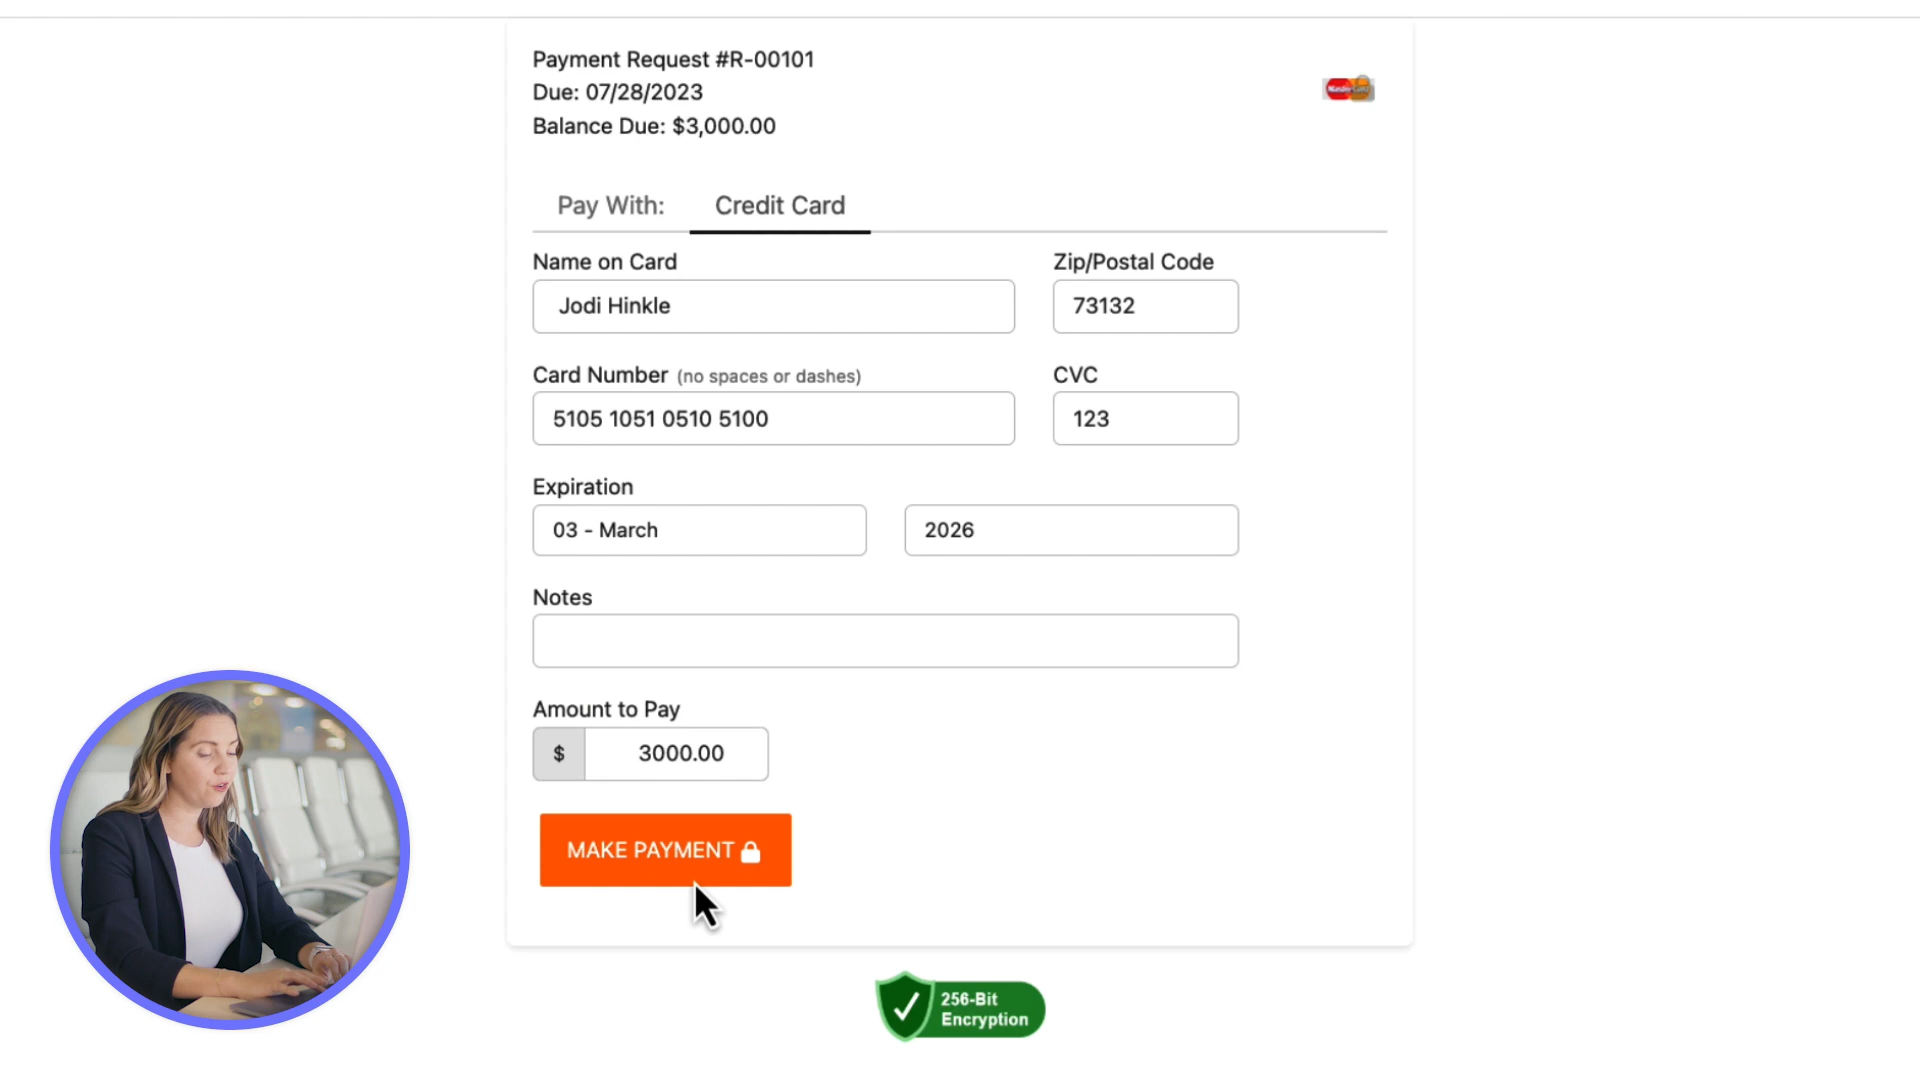 Payment Request #R-00101
Due: 07/28/2023
Balance Due: $3,000.00
MasterCard
Pay With: Credit Card
Name on Card Zip/Postal Code
Jodi Hinkle 73132
Card Number (no spaces or dashes) CVC
5105 1051 0510 5100 123
Expiration
03 - March 2026
Notes
Amount to Pay
$ 3000.00
MAKE PAYMENT
256-Bit
Encryption